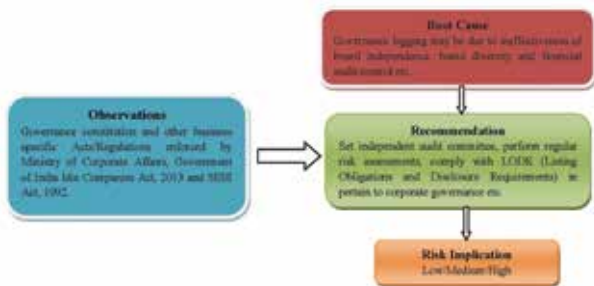 Root Cause
Governance logging may be due to ineffectiveness of
board independence, board diversity and financial
audit control etc.
Observations
Governance constitution and other business
specific Acts/Regulations enforced by
Ministry of Corporate Affairs, Government
of India like Companies Act, 2013 and SEBI
Act, 1992.
Recommendation
Set independent audit committee, perform regular
risk assessments, comply with LODR (Listing
Obligations and Disclosure Requirements) in
pertain to corporate governance etc.
Risk Implication
Low/Medium/High